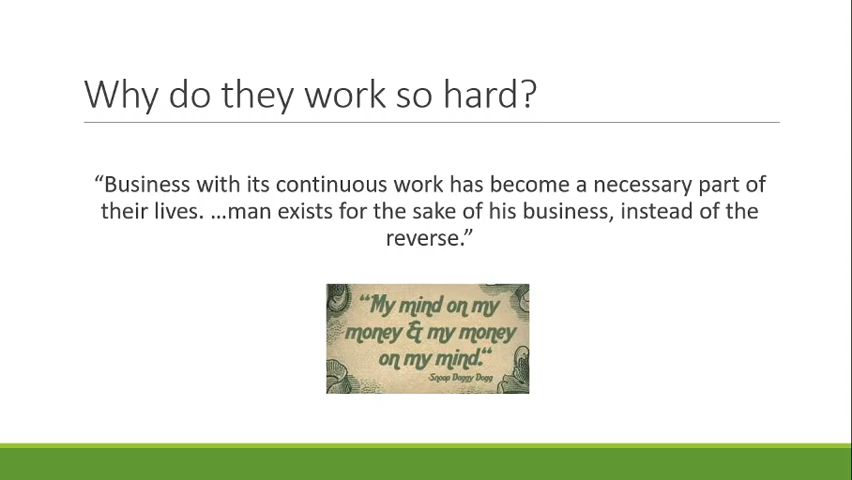 Why do they work so hard?
“Business with its continuous work has become a necessary part of
their lives. …man exists for the sake of his business, instead of the
reverse.”
“My mind on my
money & my money
on my mind.“
-Snoop Doggy Dogg